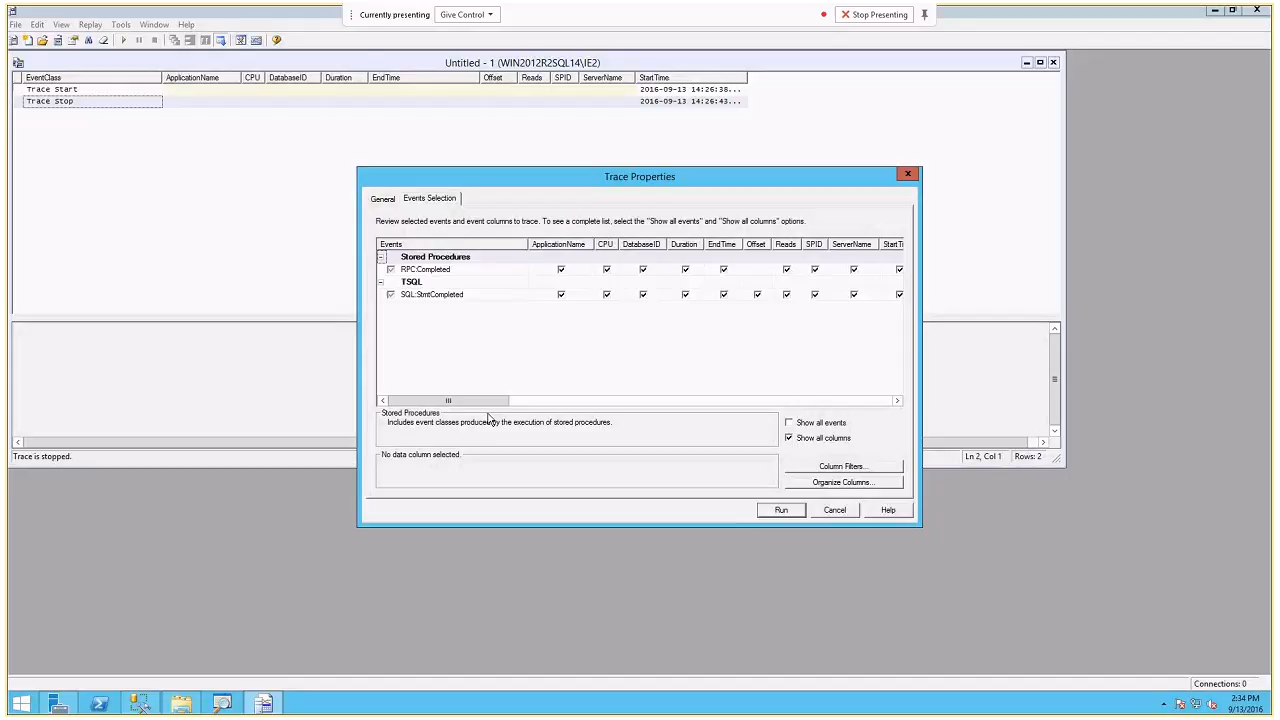 Currently presenting Give Control Stop Presenting
File Edit View Replay Tools Window Help
Untitled - 1 (WIN2012R2SQL14\IE2)
EventClass ApplicationName CPU DatabaseID Duration EndTime Offset Reads SPID ServerName StartTime
Trace Start 2016-09-13 14:26:38...
Trace Stop 2016-09-13 14:26:43...
Trace Properties
General Events Selection
Review selected events and event columns to trace. To see a complete list, select the "Show all events" and "Show all columns" options.
Events ApplicationName CPU DatabaseID Duration EndTime Offset Reads SPID ServerName StartTi
Stored Procedures
RPC:Completed
TSQL
SQL:StmtCompleted
Stored Procedures
Includes event classes produced by the execution of stored procedures.
Show all events
Show all columns
No data column selected.
Column Filters...
Organize Columns...
Run Cancel Help
Trace is stopped. Ln 2, Col 1 Rows: 2
Connections: 0
2:34 PM
9/13/2016